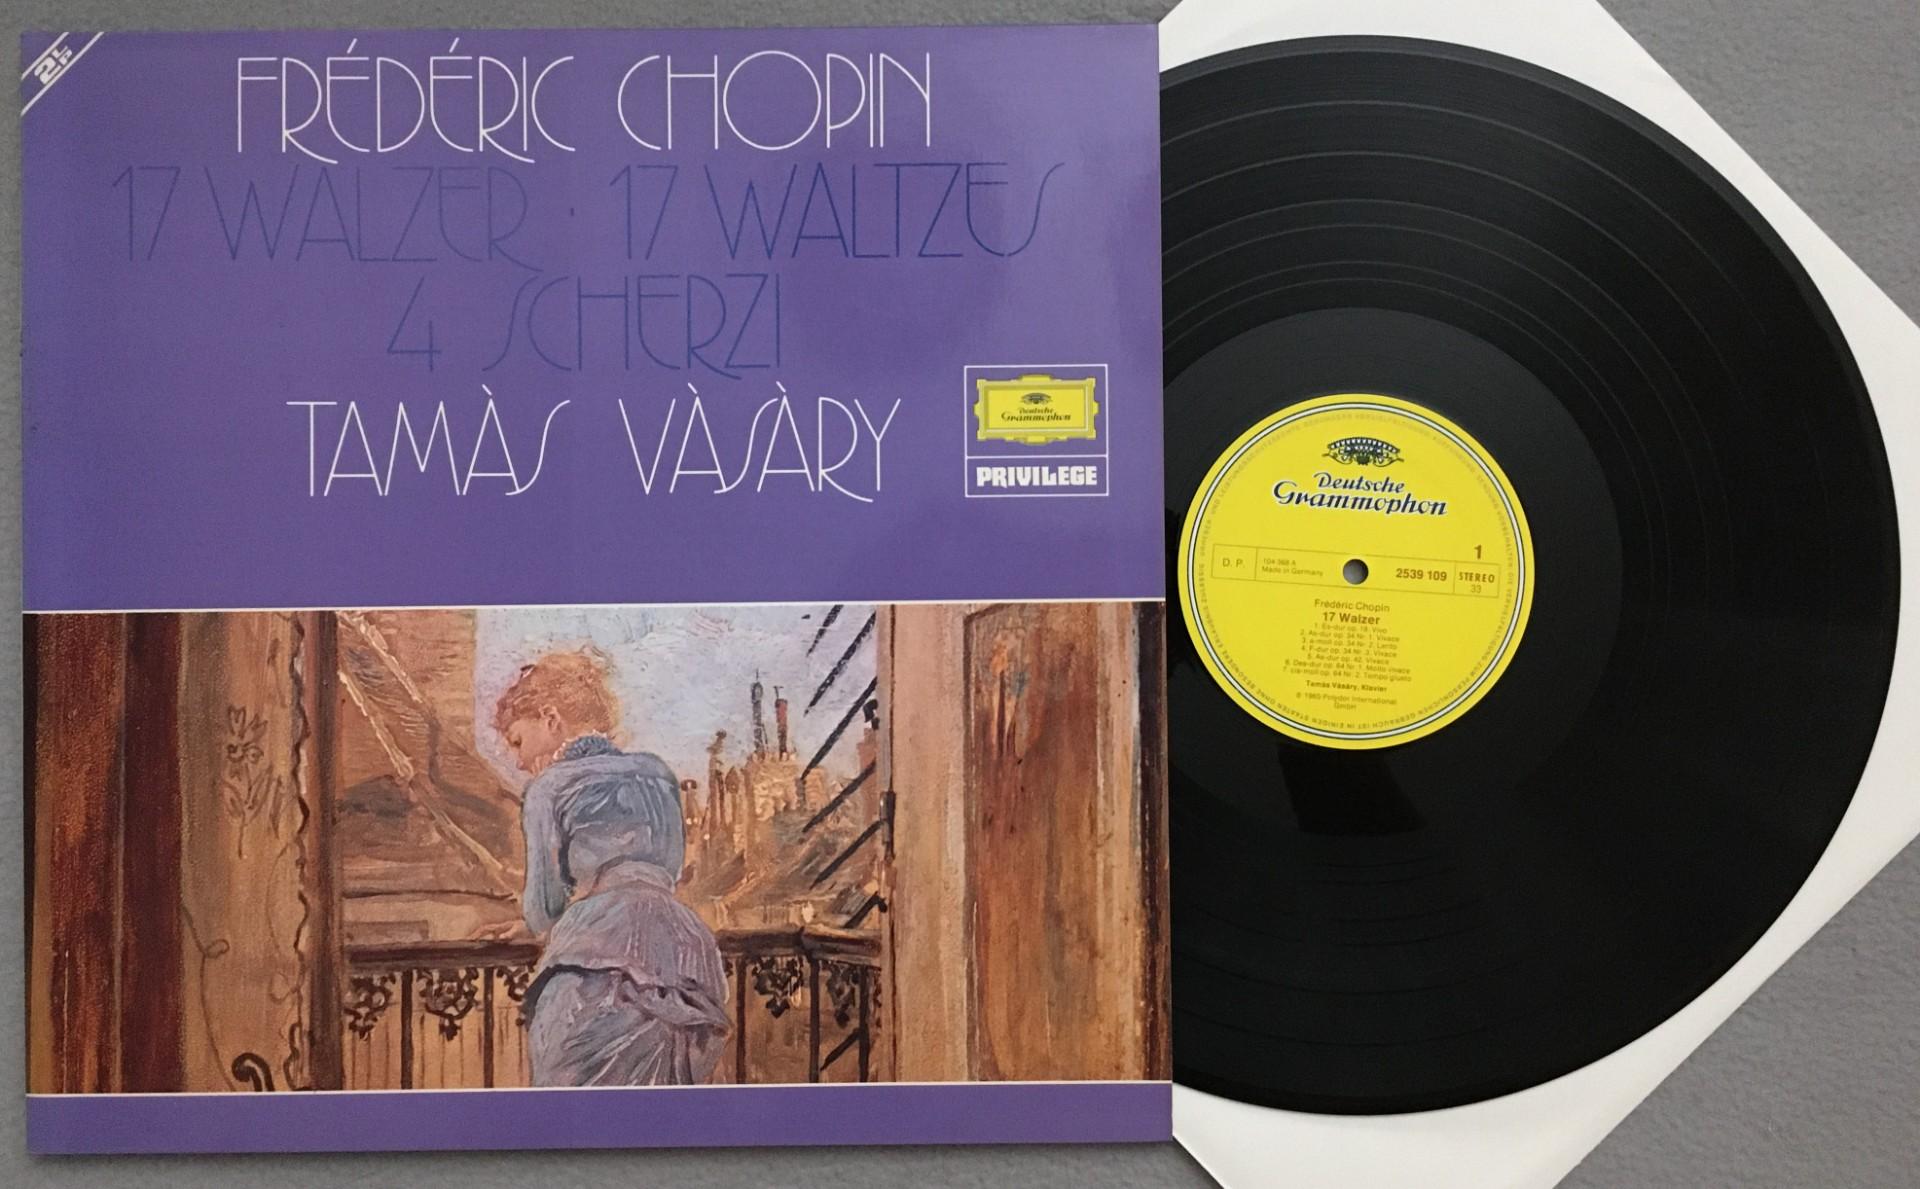 2LP
FRÉDÉRIC CHOPIN
17 WALZER · 17 WALTZES
4 SCHERZI
TAMÀS VÀSÀRY
Deutsche
Grammophon
PRIVILEGE
Deutsche
Grammophon
1
D. P.
104 368 A
Made in Germany
2539 109
STEREO
33
Frédéric Chopin
17 Walzer
1. Es-dur op. 18. Vivo
2. As-dur op. 34 Nr. 1. Vivace
3. a-moll op. 34 Nr. 2. Lento
4. F-dur op. 34 Nr. 3. Vivace
5. As-dur op. 42. Vivace
6. Des-dur op. 64 Nr. 1. Molto vivace
7. cis-moll op. 64 Nr. 2. Tempo giusto
Tamás Vásáry, Klavier
℗ 1965 Polydor International
GmbH